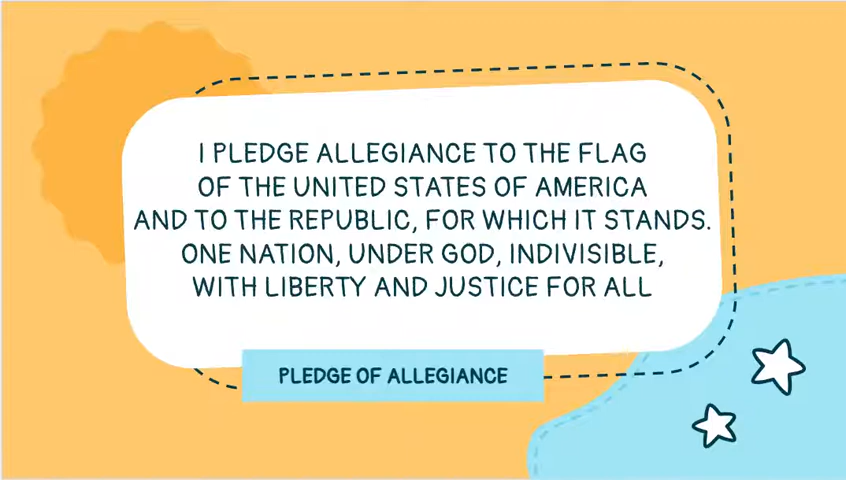 I PLEDGE ALLEGIANCE TO THE FLAG
OF THE UNITED STATES OF AMERICA
AND TO THE REPUBLIC, FOR WHICH IT STANDS.
ONE NATION, UNDER GOD, INDIVISIBLE,
WITH LIBERTY AND JUSTICE FOR ALL
PLEDGE OF ALLEGIANCE